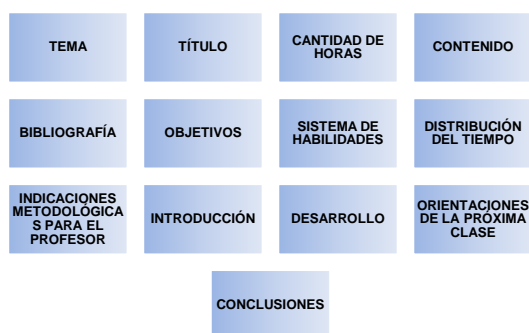 TEMA
TÍTULO
CANTIDAD DE
HORAS
CONTENIDO
BIBLIOGRAFÍA
OBJETIVOS
SISTEMA DE
HABILIDADES
DISTRIBUCIÓN
DEL TIEMPO
INDICACIONES
METODOLÓGICA
S PARA EL
PROFESOR
INTRODUCCIÓN
DESARROLLO
ORIENTACIONES
DE LA PRÓXIMA
CLASE
CONCLUSIONES